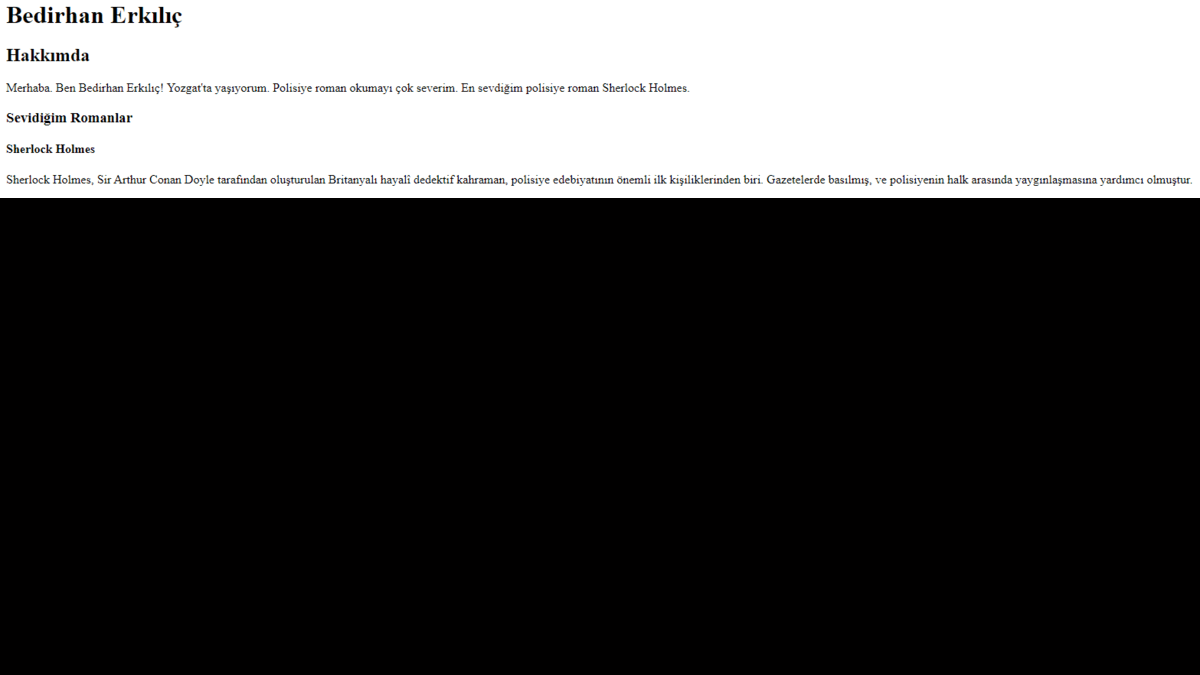 Bedirhan Erkılıç
Hakkımda
Merhaba. Ben Bedirhan Erkılıç! Yozgat'ta yaşıyorum. Polisiye roman okumayı çok severim. En sevdiğim polisiye roman Sherlock Holmes.
Sevidiğim Romanlar
Sherlock Holmes
Sherlock Holmes, Sir Arthur Conan Doyle tarafından oluşturulan Britanyalı hayalî dedektif kahraman, polisiye edebiyatının önemli ilk kişiliklerinden biri. Gazetelerde basılmış, ve polisiyenin halk arasında yaygınlaşmasına yardımcı olmuştur.